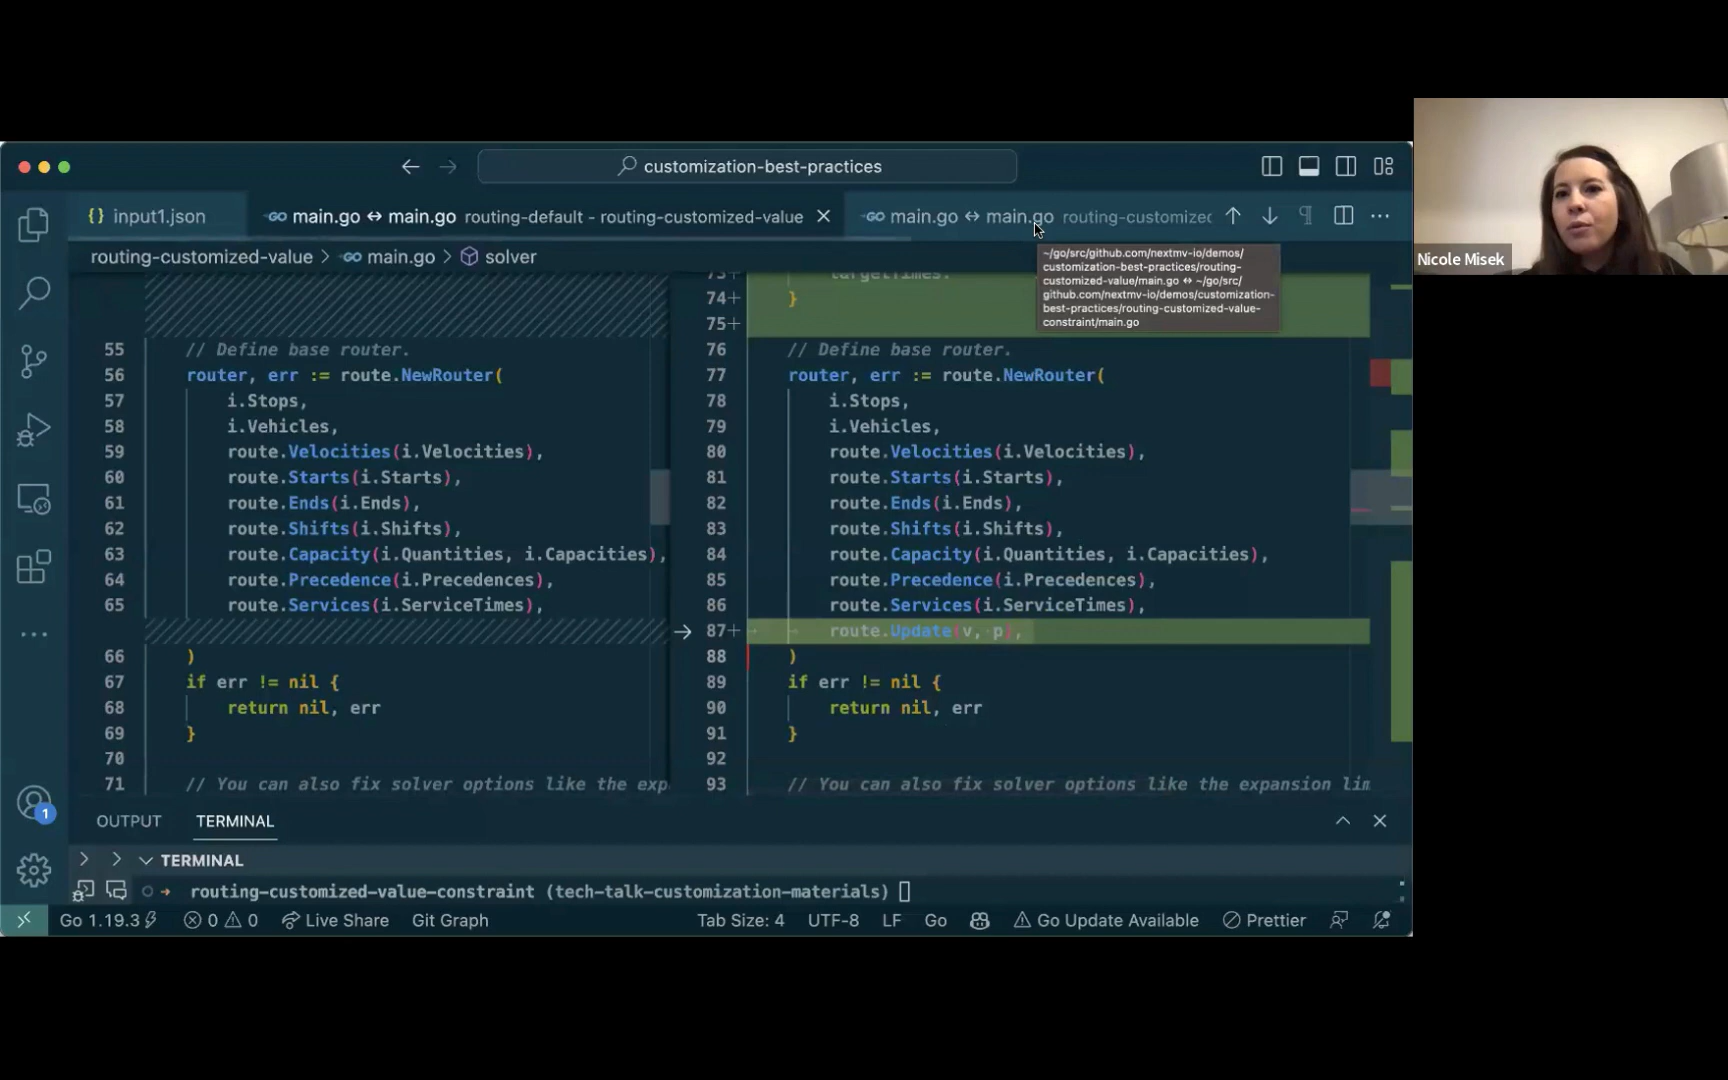 customization-best-practices
{} input1.json
main.go ↔ main.go routing-default - routing-customized-value
main.go ↔ main.go routing-customized
routing-customized-value > main.go > solver
~/go/src/github.com/nextmv-io/demos/
customization-best-practices/routing-
customized-value/main.go ↔ ~/go/src/
github.com/nextmv-io/demos/customization-
best-practices/routing-customized-value-
constraint/main.go
55 // Define base router.
56 router, err := route.NewRouter(
57 i.Stops,
58 i.Vehicles,
59 route.Velocities(i.Velocities),
60 route.Starts(i.Starts),
61 route.Ends(i.Ends),
62 route.Shifts(i.Shifts),
63 route.Capacity(i.Quantities, i.Capacities),
64 route.Precedence(i.Precedences),
65 route.Services(i.ServiceTimes),
66 )
67 if err != nil {
68 return nil, err
69 }
70
71 // You can also fix solver options like the exp
73+ targetTimes:
74+ }
75+
76 // Define base router.
77 router, err := route.NewRouter(
78 i.Stops,
79 i.Vehicles,
80 route.Velocities(i.Velocities),
81 route.Starts(i.Starts),
82 route.Ends(i.Ends),
83 route.Shifts(i.Shifts),
84 route.Capacity(i.Quantities, i.Capacities),
85 route.Precedence(i.Precedences),
86 route.Services(i.ServiceTimes),
87+ route.Update(v, p),
88 )
89 if err != nil {
90 return nil, err
91 }
92
93 // You can also fix solver options like the expansion lim
OUTPUT TERMINAL
TERMINAL
routing-customized-value-constraint (tech-talk-customization-materials)
1
Go 1.19.3 0 0 Live Share Git Graph Tab Size: 4 UTF-8 LF Go Go Update Available Prettier
Nicole Misek